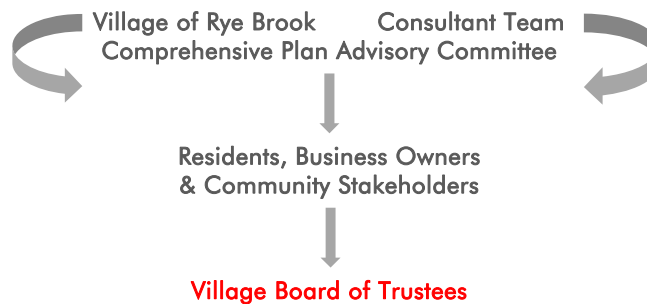 Village of Rye Brook Consultant Team
Comprehensive Plan Advisory Committee
Residents, Business Owners
& Community Stakeholders
Village Board of Trustees